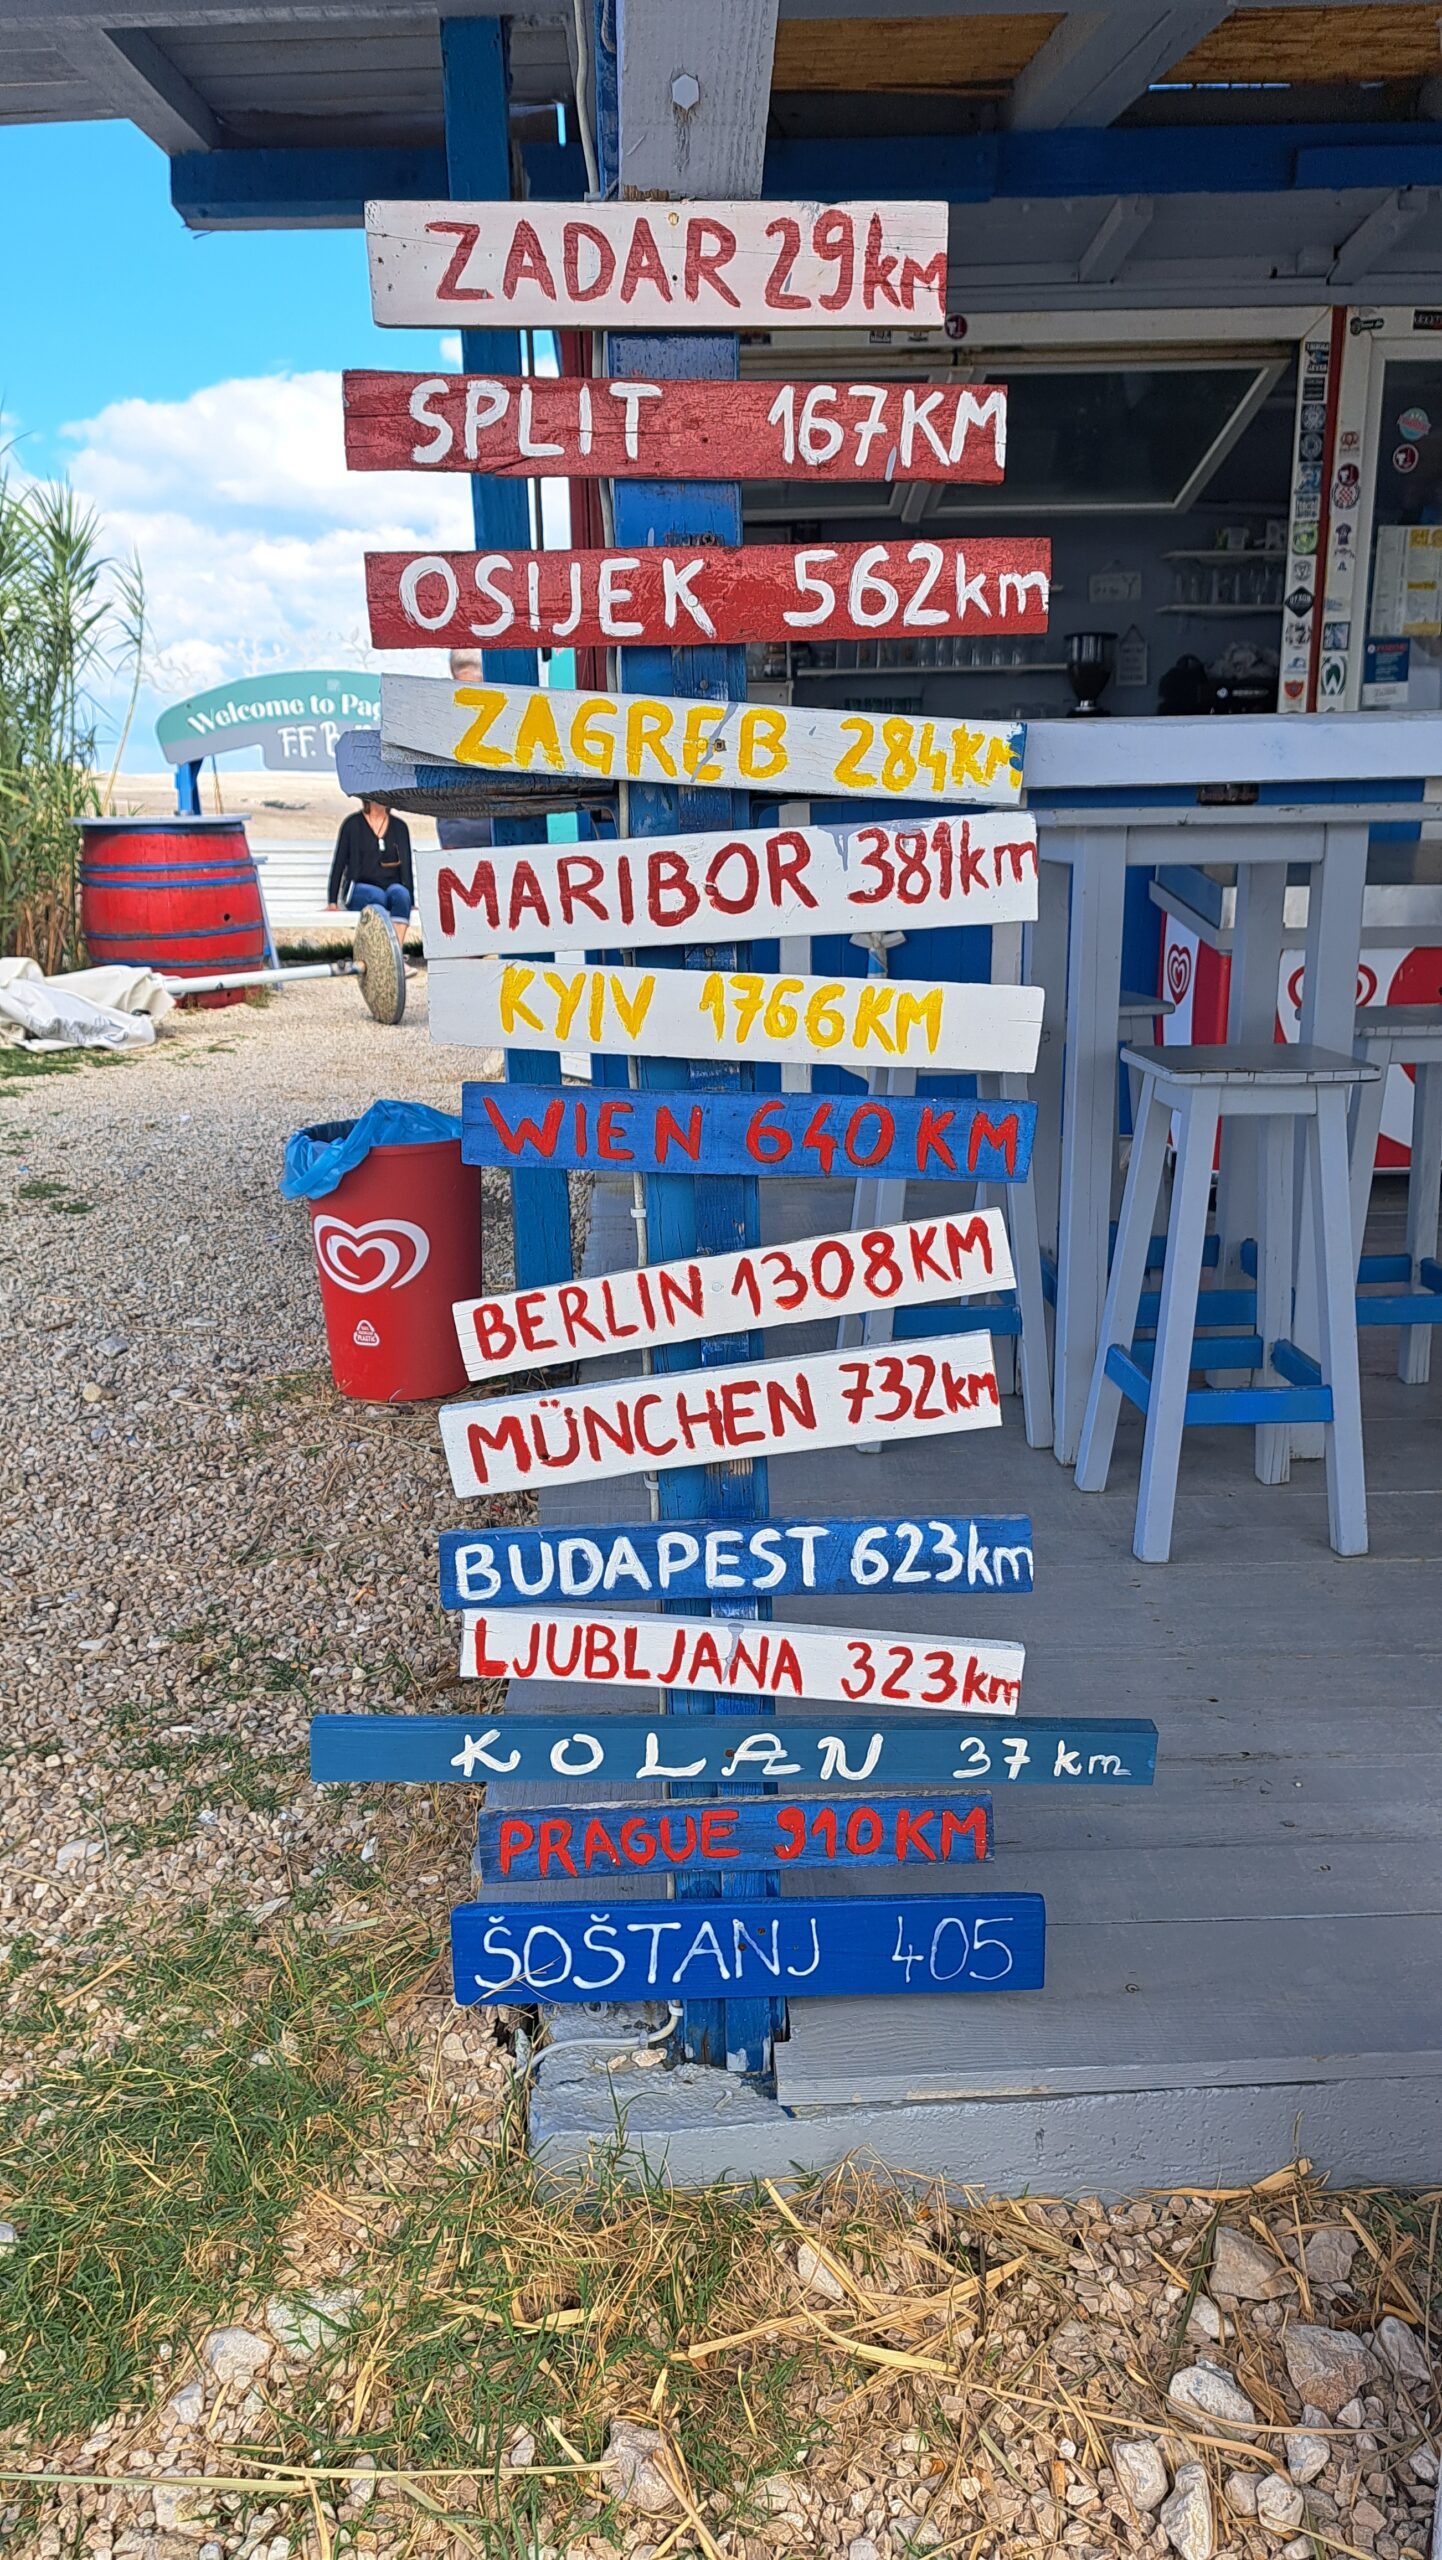 ZADAR 29km
SPLIT 167KM
OSIJEK 562km
ZAGREB 284KM
Welcome to Pag
F.F.
MARIBOR 381km
KYIV 1766KM
WIEN 640KM
BERLIN 1308KM
MÜNCHEN 732km
BUDAPEST 623km
LJUBLJANA 323km
KOLAN 37 km
PRAGUE 910KM
ŠOŠTANJ 405